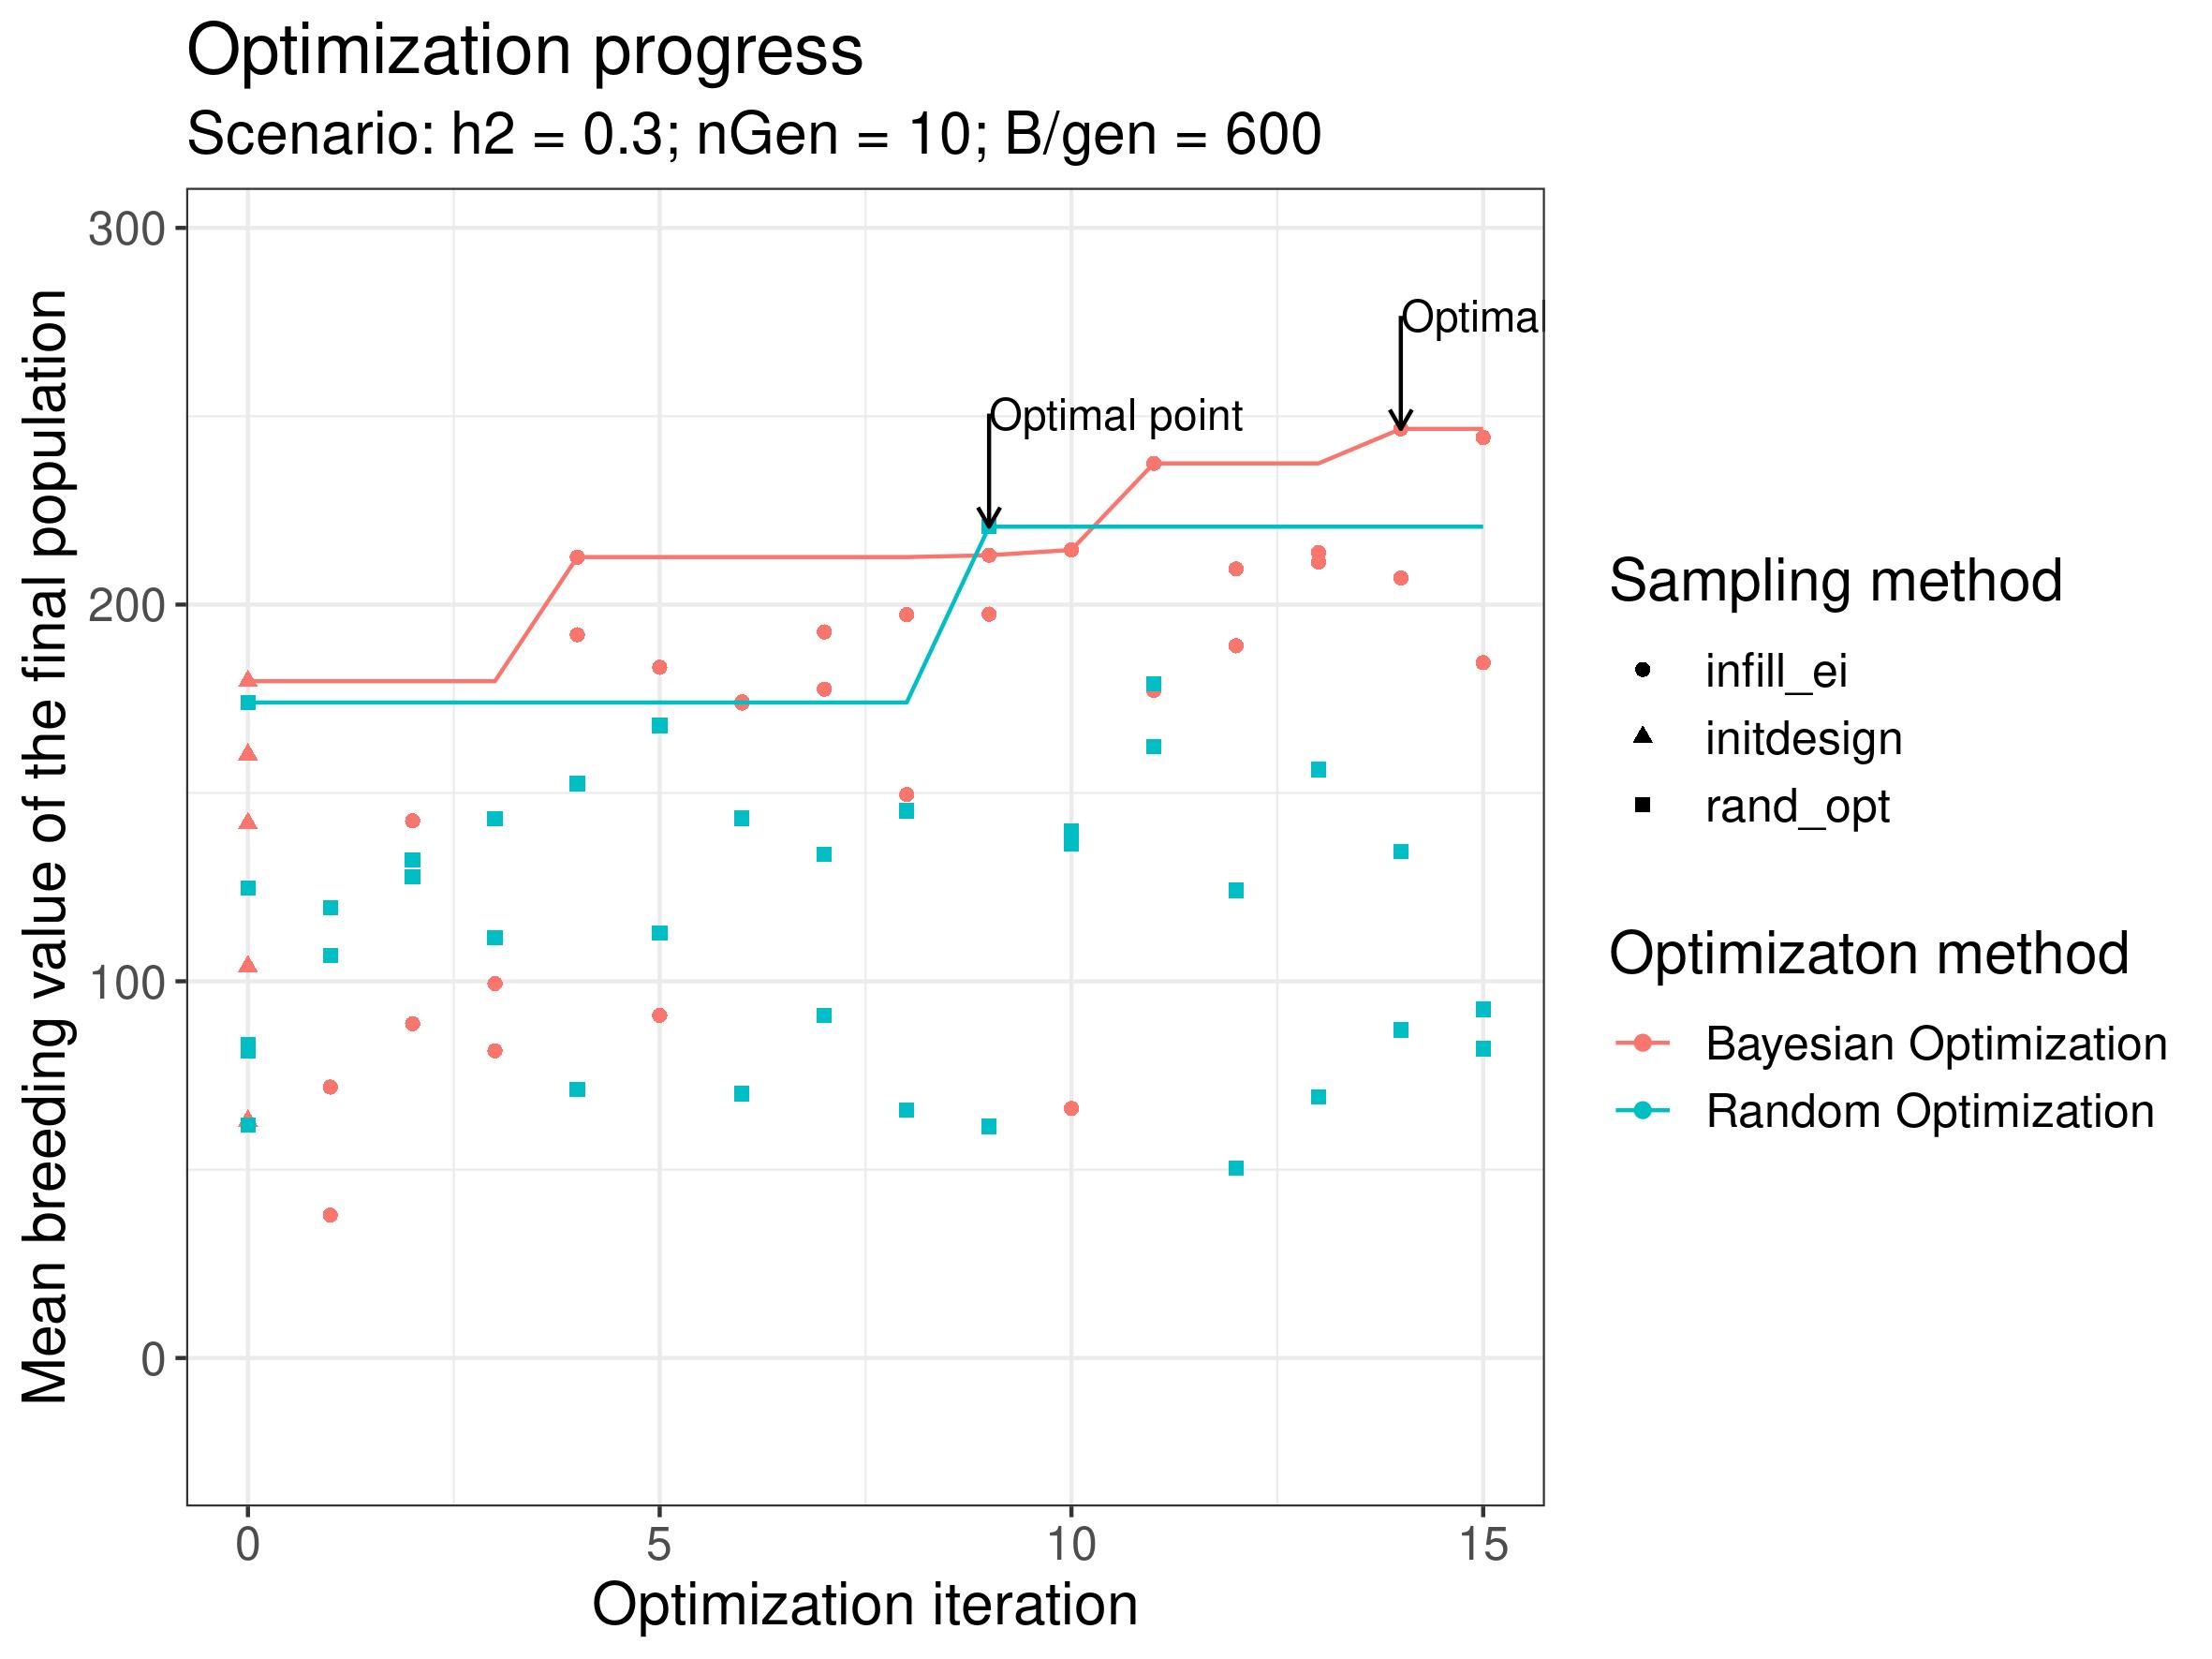 Optimization progress
Scenario: h2 = 0.3; nGen = 10; B/gen = 600
Mean breeding value of the final population
300
200
100
0
Optimal point
Optimal
0
5
10
15
Optimization iteration
Sampling method
infill_ei
initdesign
rand_opt
Optimizaton method
Bayesian Optimization
Random Optimization